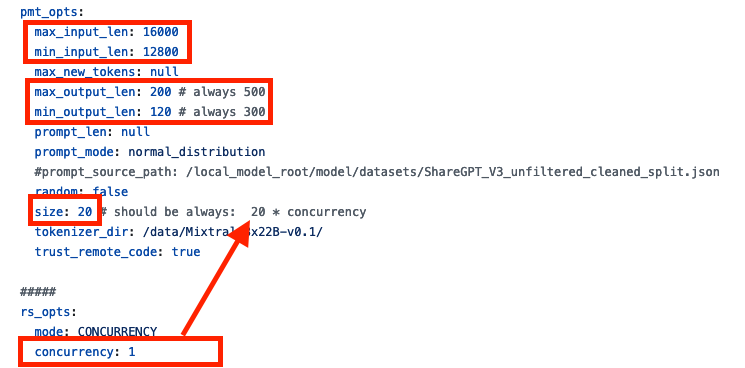 pmt_opts:
max_input_len: 16000
min_input_len: 12800
max_new_tokens: null
max_output_len: 200 # always 500
min_output_len: 120 # always 300
prompt_len: null
prompt_mode: normal_distribution
#prompt_source_path: /local_model_root/model/datasets/ShareGPT_V3_unfiltered_cleaned_split.json
random: false
size: 20 # should be always:  20 * concurrency
tokenizer_dir: /data/Mixtral-8x22B-v0.1/
trust_remote_code: true
#####
rs_opts:
mode: CONCURRENCY
concurrency: 1